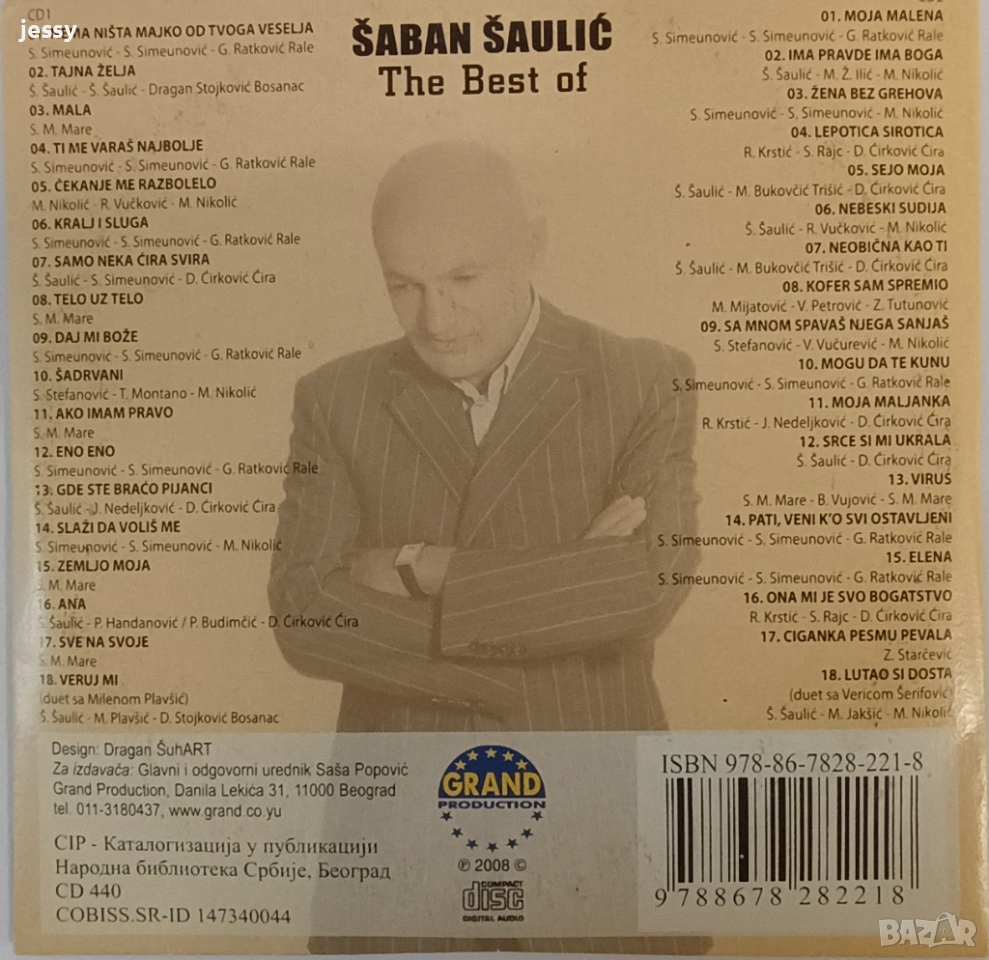 jessy
CD1
ŠABAN ŠAULIĆ
The Best of
MA NIŠTA MAJKO OD TVOGA VESELJA
S. Simeunović - S. Simeunović - G. Ratković Rale
02. TAJNA ŽELJA
Š. Šaulić - Š. Šaulić - Dragan Stojković Bosanac
03. MALA
S. M. Mare
04. TI ME VARAŠ NAJBOLJE
S. Simeunović - S. Simeunović - G. Ratković Rale
05. ČEKANJE ME RAZBOLELO
M. Nikolić - R. Vučković - M. Nikolić
06. KRALJ I SLUGA
S. Simeunović - S. Simeunović - G. Ratković Rale
07. SAMO NEKA ĆIRA SVIRA
Š. Šaulić - S. Simeunović - D. Ćirković Ćira
08. TELO UZ TELO
S. M. Mare
09. DAJ MI BOŽE
S. Simeunović - S. Simeunović - G. Ratković Rale
10. ŠADRVANI
S. Stefanović - T. Montano - M. Nikolić
11. AKO IMAM PRAVO
S. M. Mare
12. ENO ENO
S. Simeunović - S. Simeunović - G. Ratković Rale
13. GDE STE BRAĆO PIJANCI
Š. Šaulić - J. Nedeljković - D. Ćirković Ćira
14. SLAŽI DA VOLIŠ ME
S. Simeunović - S. Simeunović - M. Nikolić
15. ZEMLJO MOJA
S. M. Mare
16. ANA
Š. Šaulić - P. Handanović / P. Budimčić - D. Ćirković Ćira
17. SVE NA SVOJE
S. M. Mare
18. VERUJ MI
(duet sa Milenom Plavšić)
Š. Šaulić - M. Plavšić - D. Stojković Bosanac
01. MOJA MALENA
S. Simeunović - S. Simeunović - G. Ratković Rale
02. IMA PRAVDE IMA BOGA
Š. Šaulić - M. Ž. Ilić - M. Nikolić
03. ŽENA BEZ GREHOVA
S. Simeunović - S. Simeunović - M. Nikolić
04. LEPOTICA SIROTICA
R. Krstić - S. Rajc - D. Ćirković Ćira
05. SEJO MOJA
Š. Šaulić - M. Bukovčić Trišić - D. Ćirković Ćira
06. NEBESKI SUDIJA
Š. Šaulić - R. Vučković - M. Nikolić
07. NEOBIČNA KAO TI
Š. Šaulić - M. Bukovčić Trišić - D. Ćirković Ćira
08. KOFER SAM SPREMIO
M. Mijatović - V. Petrović - Z. Tutunović
09. SA MNOM SPAVAŠ NJEGA SANJAŠ
S. Stefanović - V. Vučurević - M. Nikolić
10. MOGU DA TE KUNU
S. Simeunović - S. Simeunović - G. Ratković Rale
11. MOJA MALJANKA
R. Krstić - J. Nedeljković - D. Ćirković Ćira
12. SRCE SI MI UKRALA
Š. Šaulić - D. Ćirković Ćira
13. VIRUS
S. M. Mare - B. Vujović - S. M. Mare
14. PATI, VENI K'O SVI OSTAVLJENI
S. Simeunović - S. Simeunović - G. Ratković Rale
15. ELENA
S. Simeunović - S. Simeunović - G. Ratković Rale
16. ONA MI JE SVO BOGATSTVO
R. Krstić - S. Rajc - D. Ćirković Ćira
17. CIGANKA PESMU PEVALA
Z. Starčević
18. LUTAO SI DOSTA
(duet sa Vericom Šerifović)
Š. Šaulić - M. Jakšić - M. Nikolić
Design: Dragan ŠuhART
Za izdavača: Glavni i odgovorni urednik Saša Popović
Grand Production, Danila Lekića 31, 11000 Beograd
tel. 011-3180437, www.grand.co.yu
CIP - Каталогизација у публикацији
Народна библиотека Србије, Београд
CD 440
COBISS.SR-ID 147340044
GRAND
PRODUCTION
℗ 2008 ©
COMPACT
disc
DIGITAL AUDIO
ISBN 978-86-7828-221-8
9 788678 282218
BAZAR